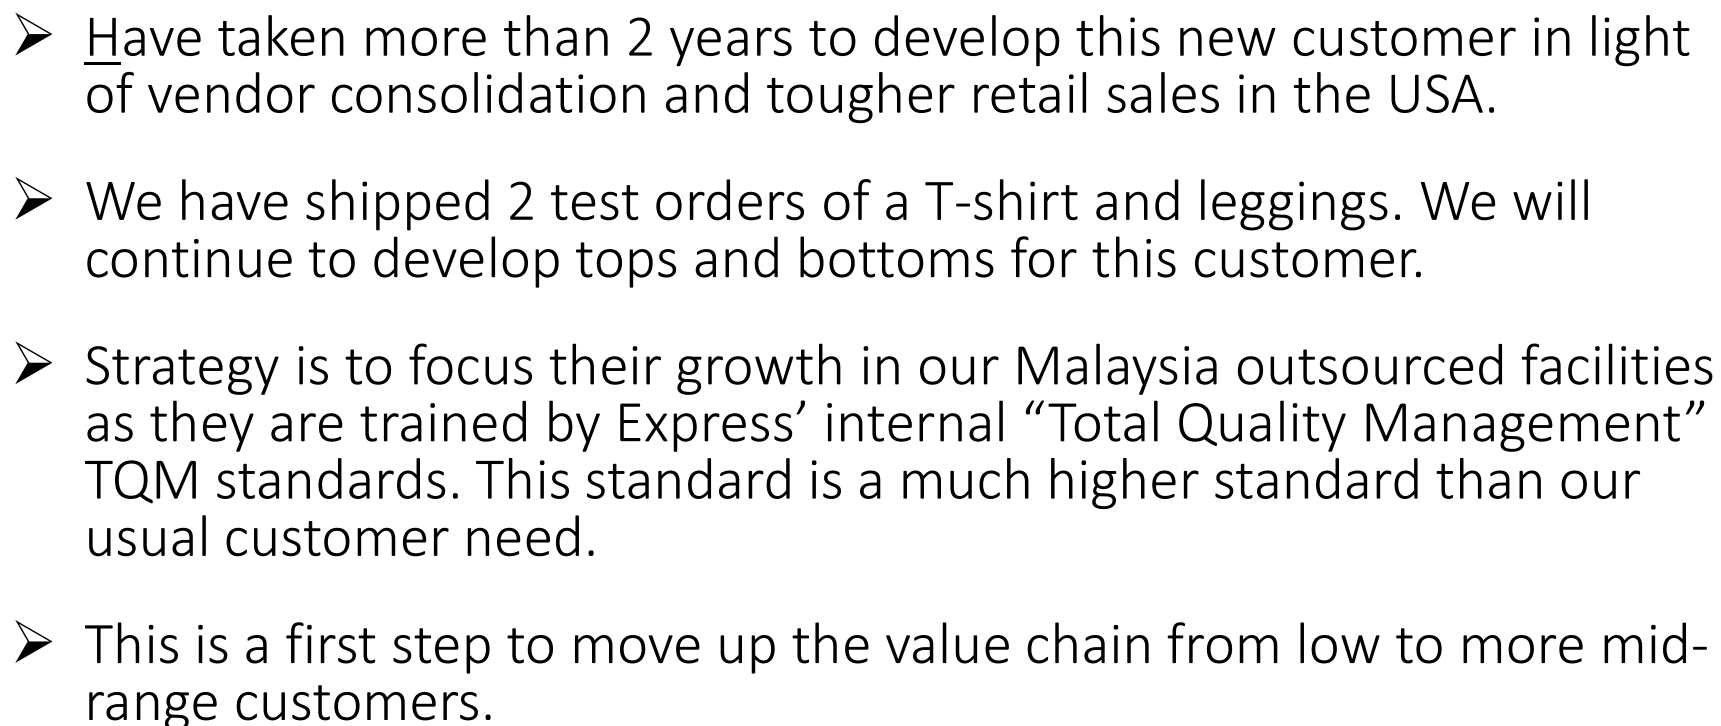 ➢ Have taken more than 2 years to develop this new customer in light
of vendor consolidation and tougher retail sales in the USA.
➢ We have shipped 2 test orders of a T-shirt and leggings. We will
continue to develop tops and bottoms for this customer.
➢ Strategy is to focus their growth in our Malaysia outsourced facilities
as they are trained by Express’ internal “Total Quality Management”
TQM standards. This standard is a much higher standard than our
usual customer need.
➢ This is a first step to move up the value chain from low to more mid-
range customers.